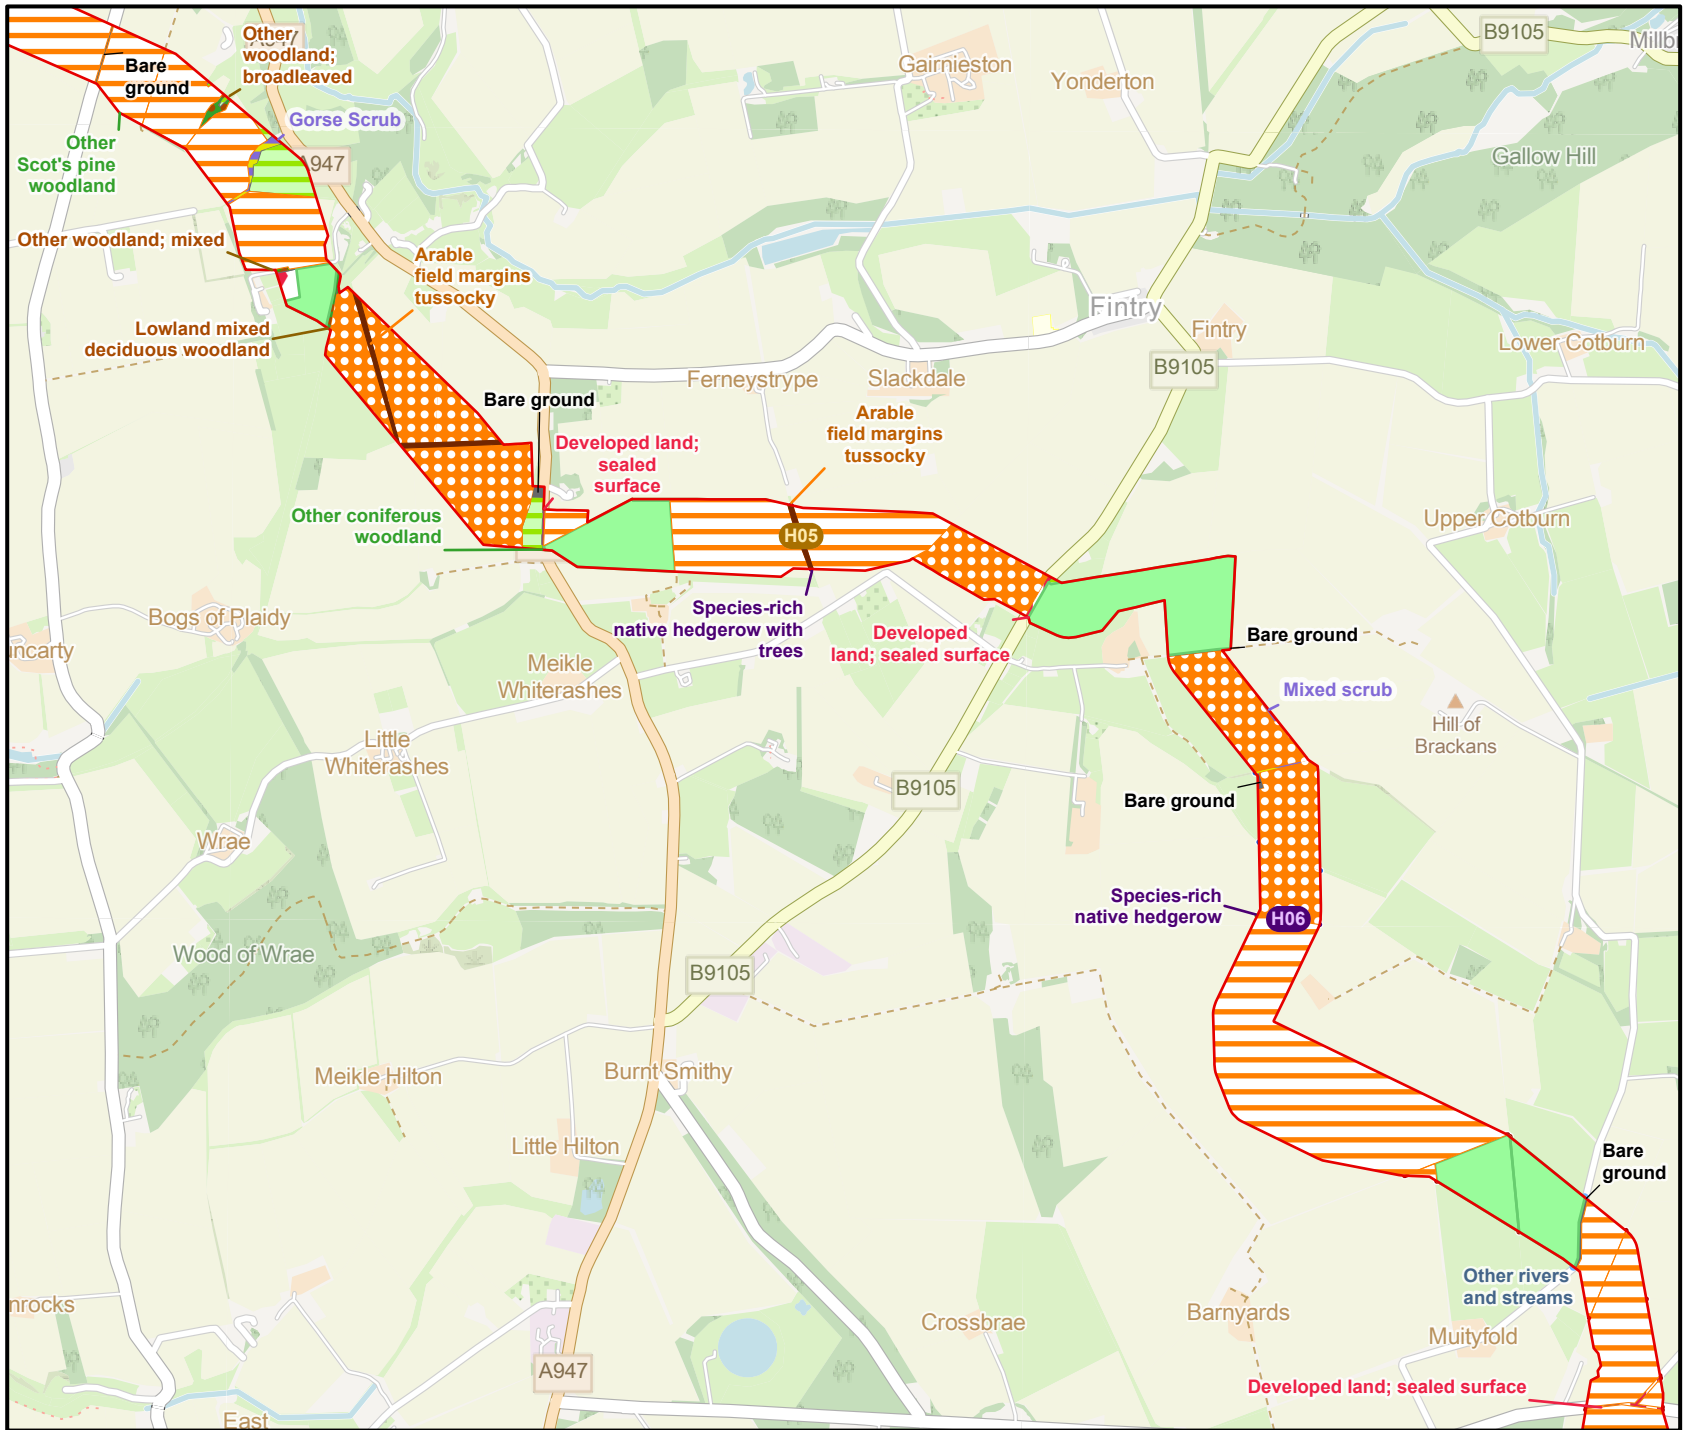 A947
Other
woodland;
broadleaved
Bare
ground
Gairnieston
Yonderton
B9105
Gorse Scrub
Other
Scot's pine
woodland
A947
Gallow Hill
Other woodland; mixed
Arable
field margins
tussocky
Fintry
Fintry
Lowland mixed
deciduous woodland
Lower Cotburn
B9105
Ferneystrype
Slackdale
Bare ground
Arable
field margins
tussocky
Developed land;
sealed
surface
Other coniferous
woodland
H05
Upper Cotburn
Bogs of Plaidy
Species-rich
native hedgerow with
trees
Developed
land; sealed surface
Bare ground
Meikle
Whiterashes
Mixed scrub
Hill of
Brackans
Little
Whiterashes
B9105
Bare ground
Wrae
Species-rich
native hedgerow
H06
Wood of Wrae
B9105
Meikle Hilton
Burnt Smithy
Little Hilton
Bare
ground
Other rivers
and streams
nrocks
Crossbrae
Barnyards
Muityfold
A947
Developed land; sealed surface
East